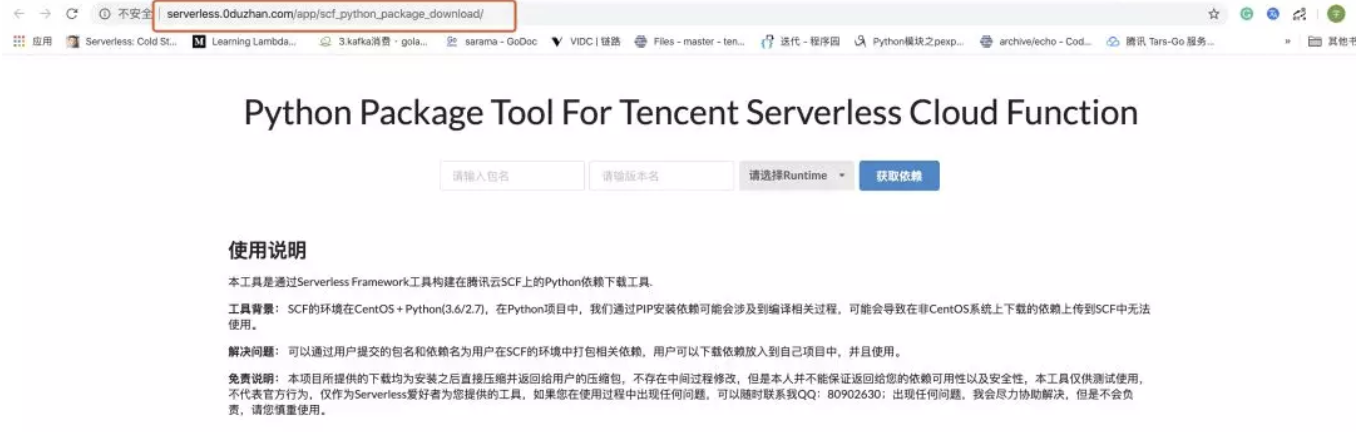 不安全 serverless.0duzhan.com/app/scf_python_package_download/
应用 Serverless: Cold St... Learning Lambda... 3.kafka消费 - gola... sarama - GoDoc VIDC | 链路 Files - master - ten... 迭代 - 程序园 Python模块之pexp... archive/echo - Cod... 腾讯 Tars-Go 服务... » 其他书
Python Package Tool For Tencent Serverless Cloud Function
请输入包名 请输版本名 请选择Runtime 获取依赖
使用说明
本工具是通过Serverless Framework工具构建在腾讯云SCF上的Python依赖下载工具.
工具背景： SCF的环境在CentOS + Python(3.6/2.7)，在Python项目中，我们通过PIP安装依赖可能会涉及到编译相关过程，可能会导致在非CentOS系统上下载的依赖上传到SCF中无法
使用。
解决问题： 可以通过用户提交的包名和依赖名为用户在SCF的环境中打包相关依赖，用户可以下载依赖放入到自己项目中，并且使用。
免责说明： 本项目所提供的下载均为安装之后直接压缩并返回给用户的压缩包，不存在中间过程修改，但是本人并不能保证返回给您的依赖可用性以及安全性，本工具仅供测试使用，
不代表官方行为，仅作为Serverless爱好者为您提供的工具，如果您在使用过程中出现任何问题，可以随时联系我QQ：80902630；出现任何问题，我会尽力协助解决，但是不会负
责，请您慎重使用。